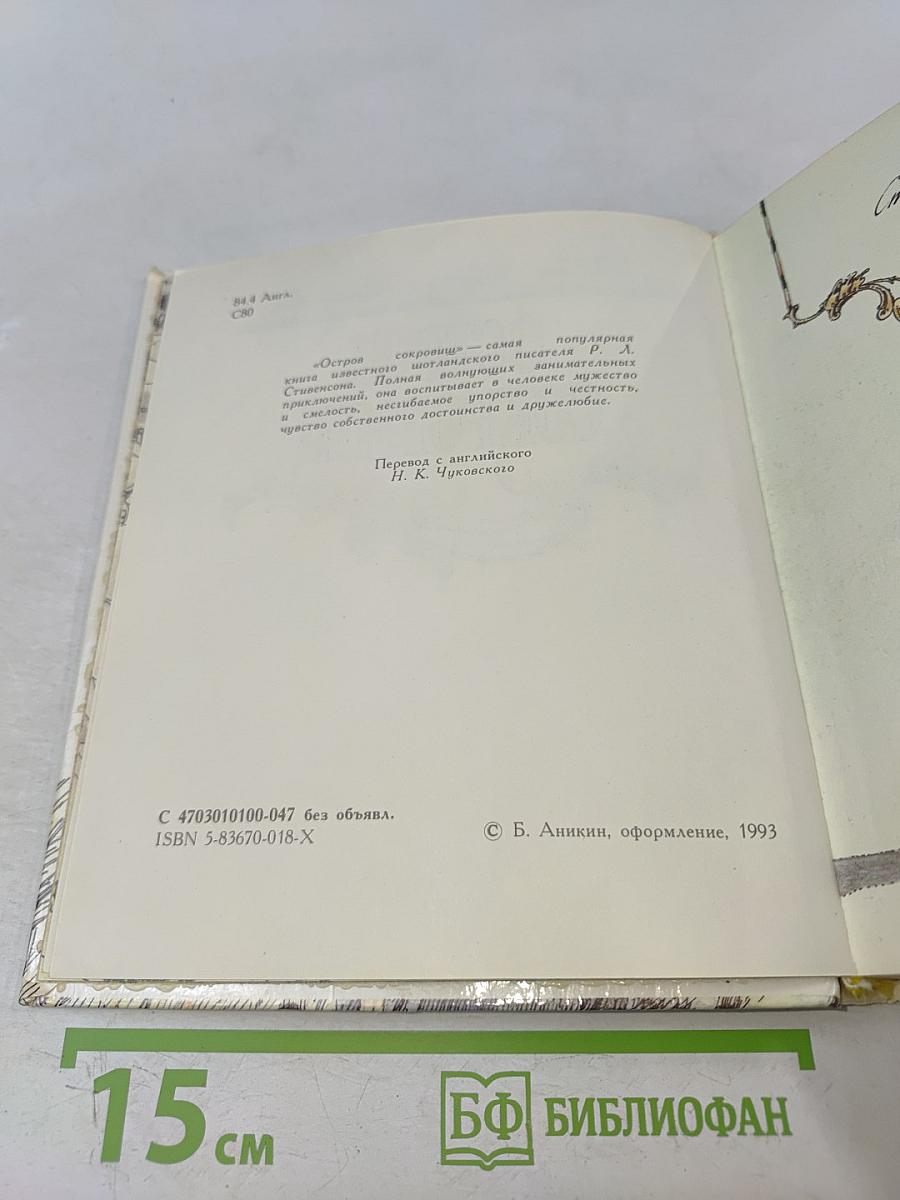 84.4 Англ.
С80
«Остров сокровищ» — самая популярная
книга известного шотландского писателя Р. Л.
Стивенсона. Полная волнующих занимательных
приключений, она воспитывает в человеке мужество
и смелость, несгибаемое упорство и честность,
чувство собственного достоинства и дружелюбие.
Перевод с английского
Н. К. Чуковского
С 4703010100-047 без объявл.
ISBN 5-83670-018-X
© Б. Аникин, оформление, 1993
15 см
БФ БИБЛИОФАН